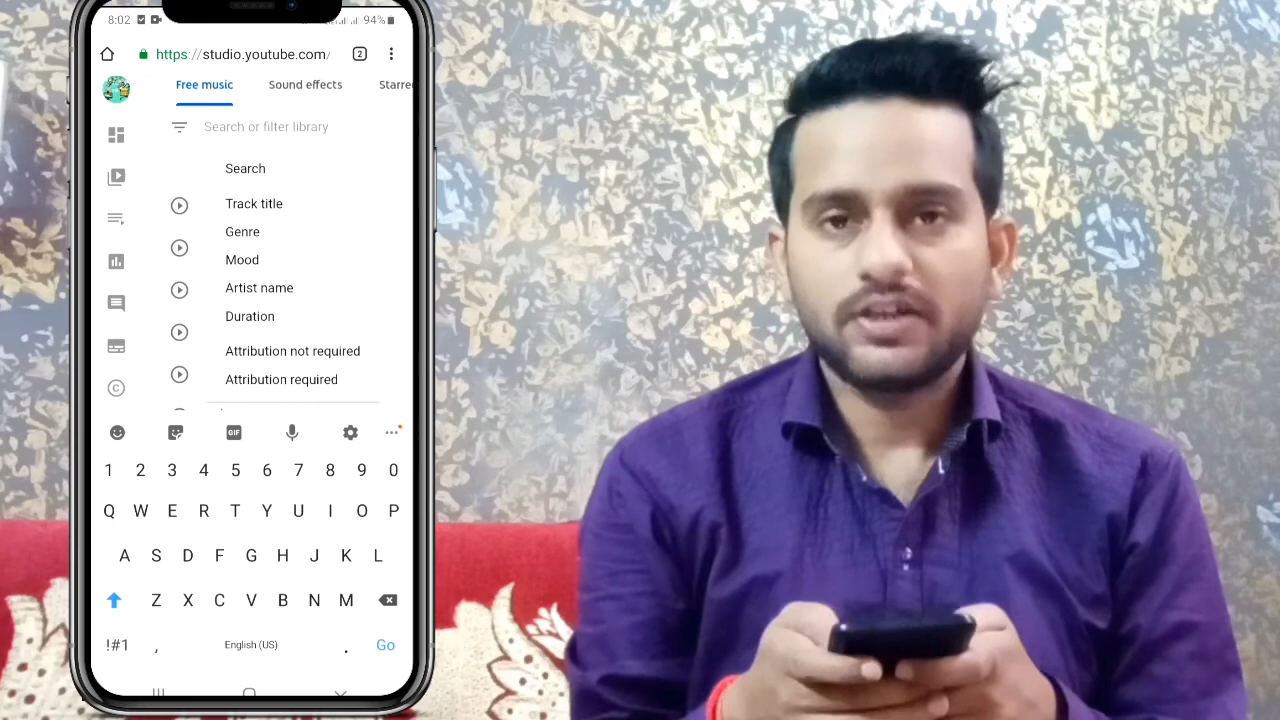 8:02 94%
https://studio.youtube.com/ 2
Free music Sound effects Starred
Search or filter library
Search
Track title
Genre
Mood
Artist name
Duration
Attribution not required
Attribution required
GIF
1 2 3 4 5 6 7 8 9 0
Q W E R T Y U I O P
A S D F G H J K L
Z X C V B N M
!#1 , English (US) . Go